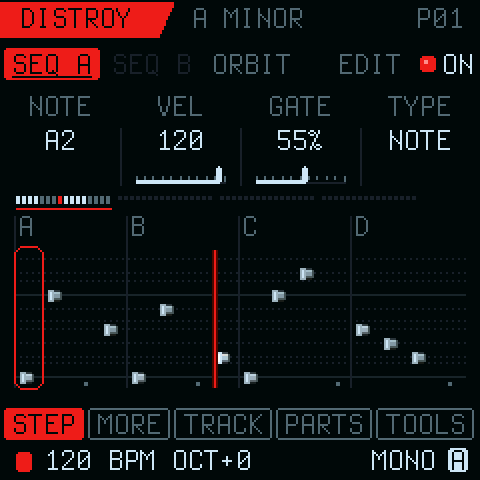 DISTROY A MINOR P01
SEQ A SEQ B ORBIT EDIT ON
NOTE VEL GATE TYPE
A2 120 55% NOTE
A B C D
STEP MORE TRACK PARTS TOOLS
120 BPM OCT+0 MONO A